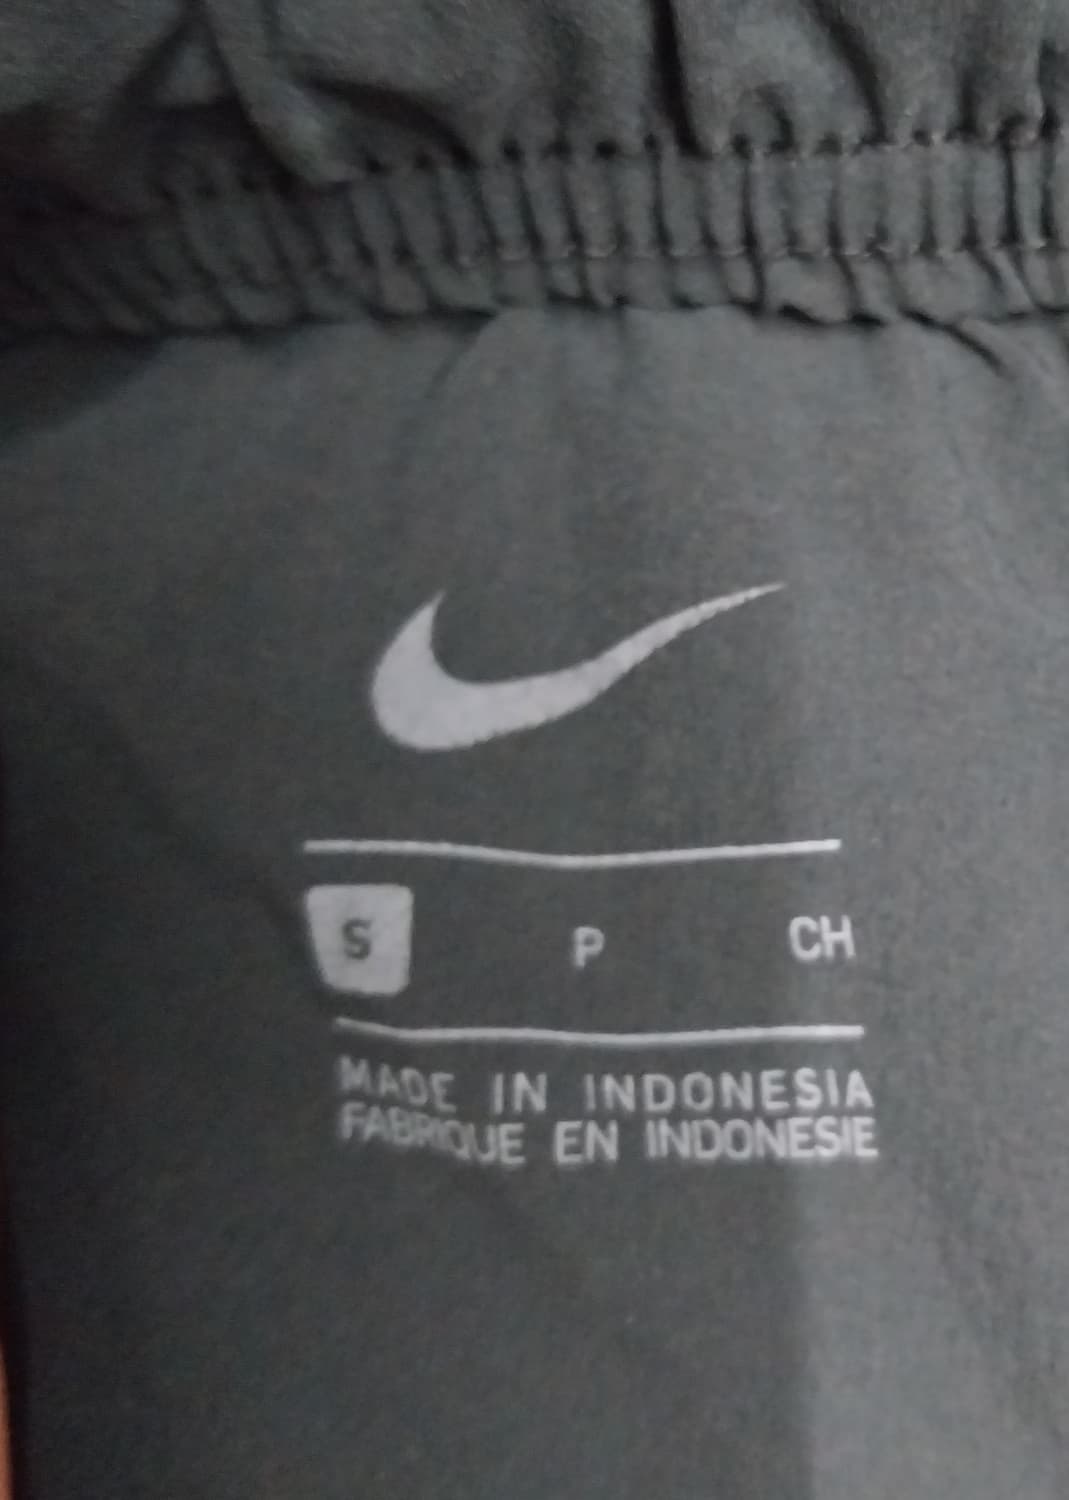 S P CH
MADE IN INDONESIA
FABRIQUE EN INDONESIE